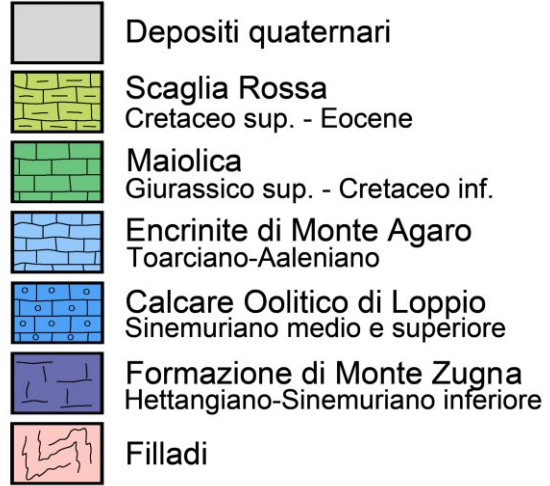 Depositi quaternari
Scaglia Rossa
Cretaceo sup. - Eocene
Maiolica
Giurassico sup. - Cretaceo inf.
Encrinite di Monte Agaro
Toarciano-Aaleniano
Calcare Oolitico di Loppio
Sinemuriano medio e superiore
Formazione di Monte Zugna
Hettangiano-Sinemuriano inferiore
Filladi